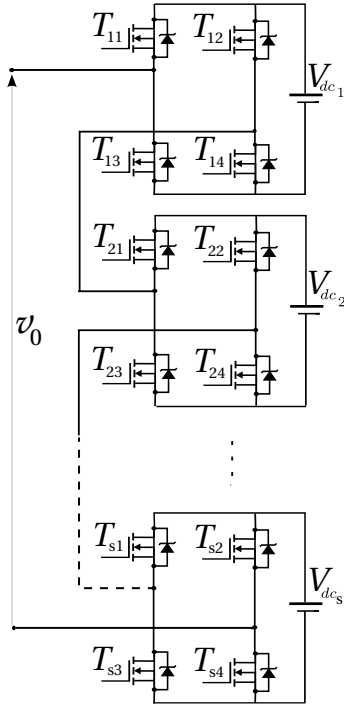 T11 T12
Vdc1
T13 T14
T21 T22
Vdc2
v0
T23 T24
Ts1 Ts2
Vdcs
Ts3 Ts4